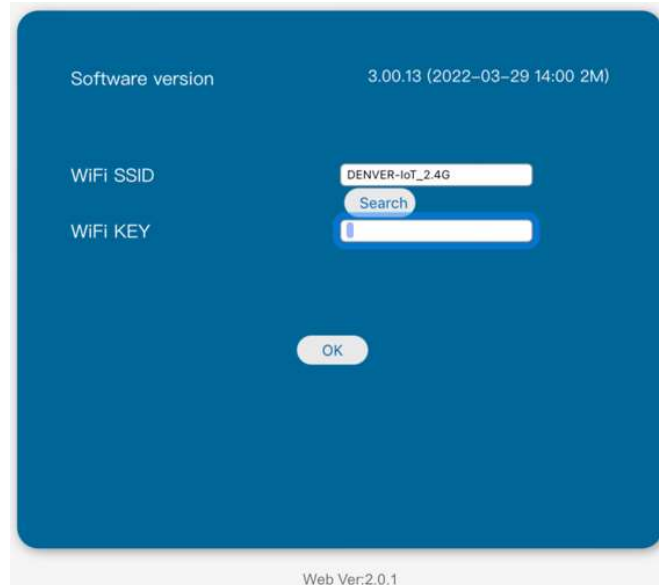 Software version 3.00.13 (2022-03-29 14:00 2M)
WiFi SSID DENVER-IoT_2.4G
Search
WiFi KEY
OK
Web Ver:2.0.1